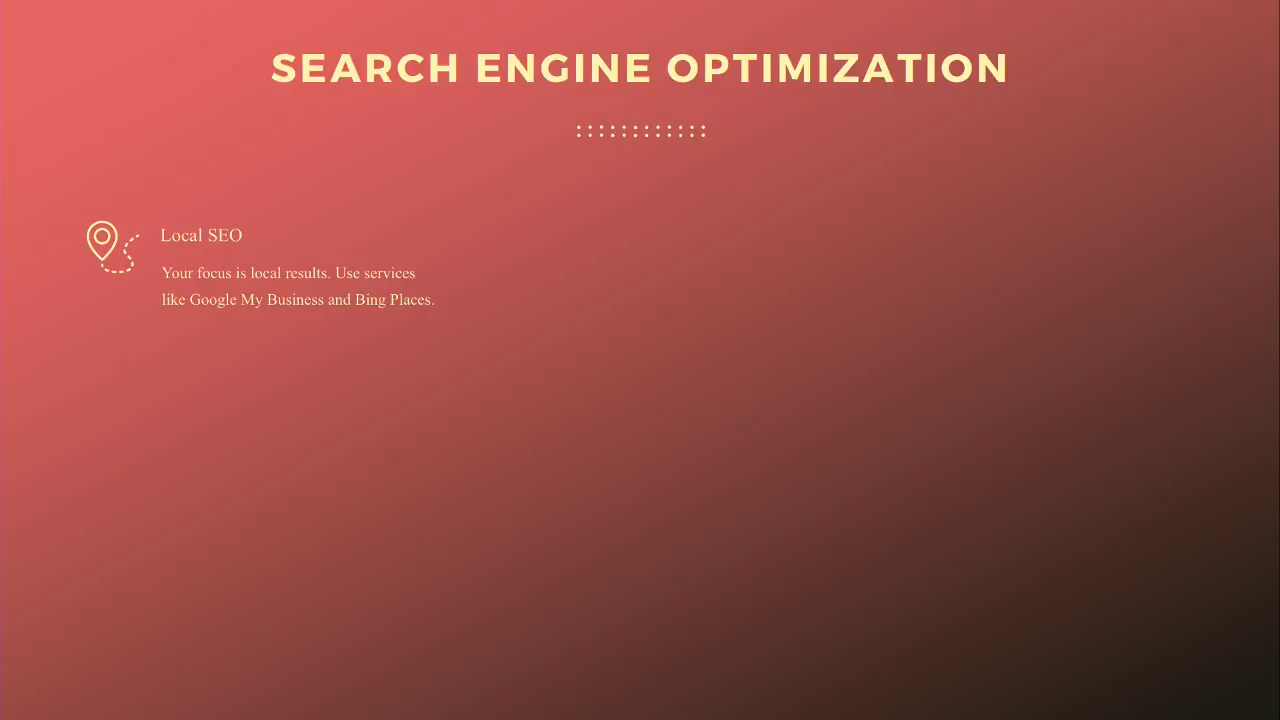 SEARCH ENGINE OPTIMIZATION
Local SEO
Your focus is local results. Use services
like Google My Business and Bing Places.